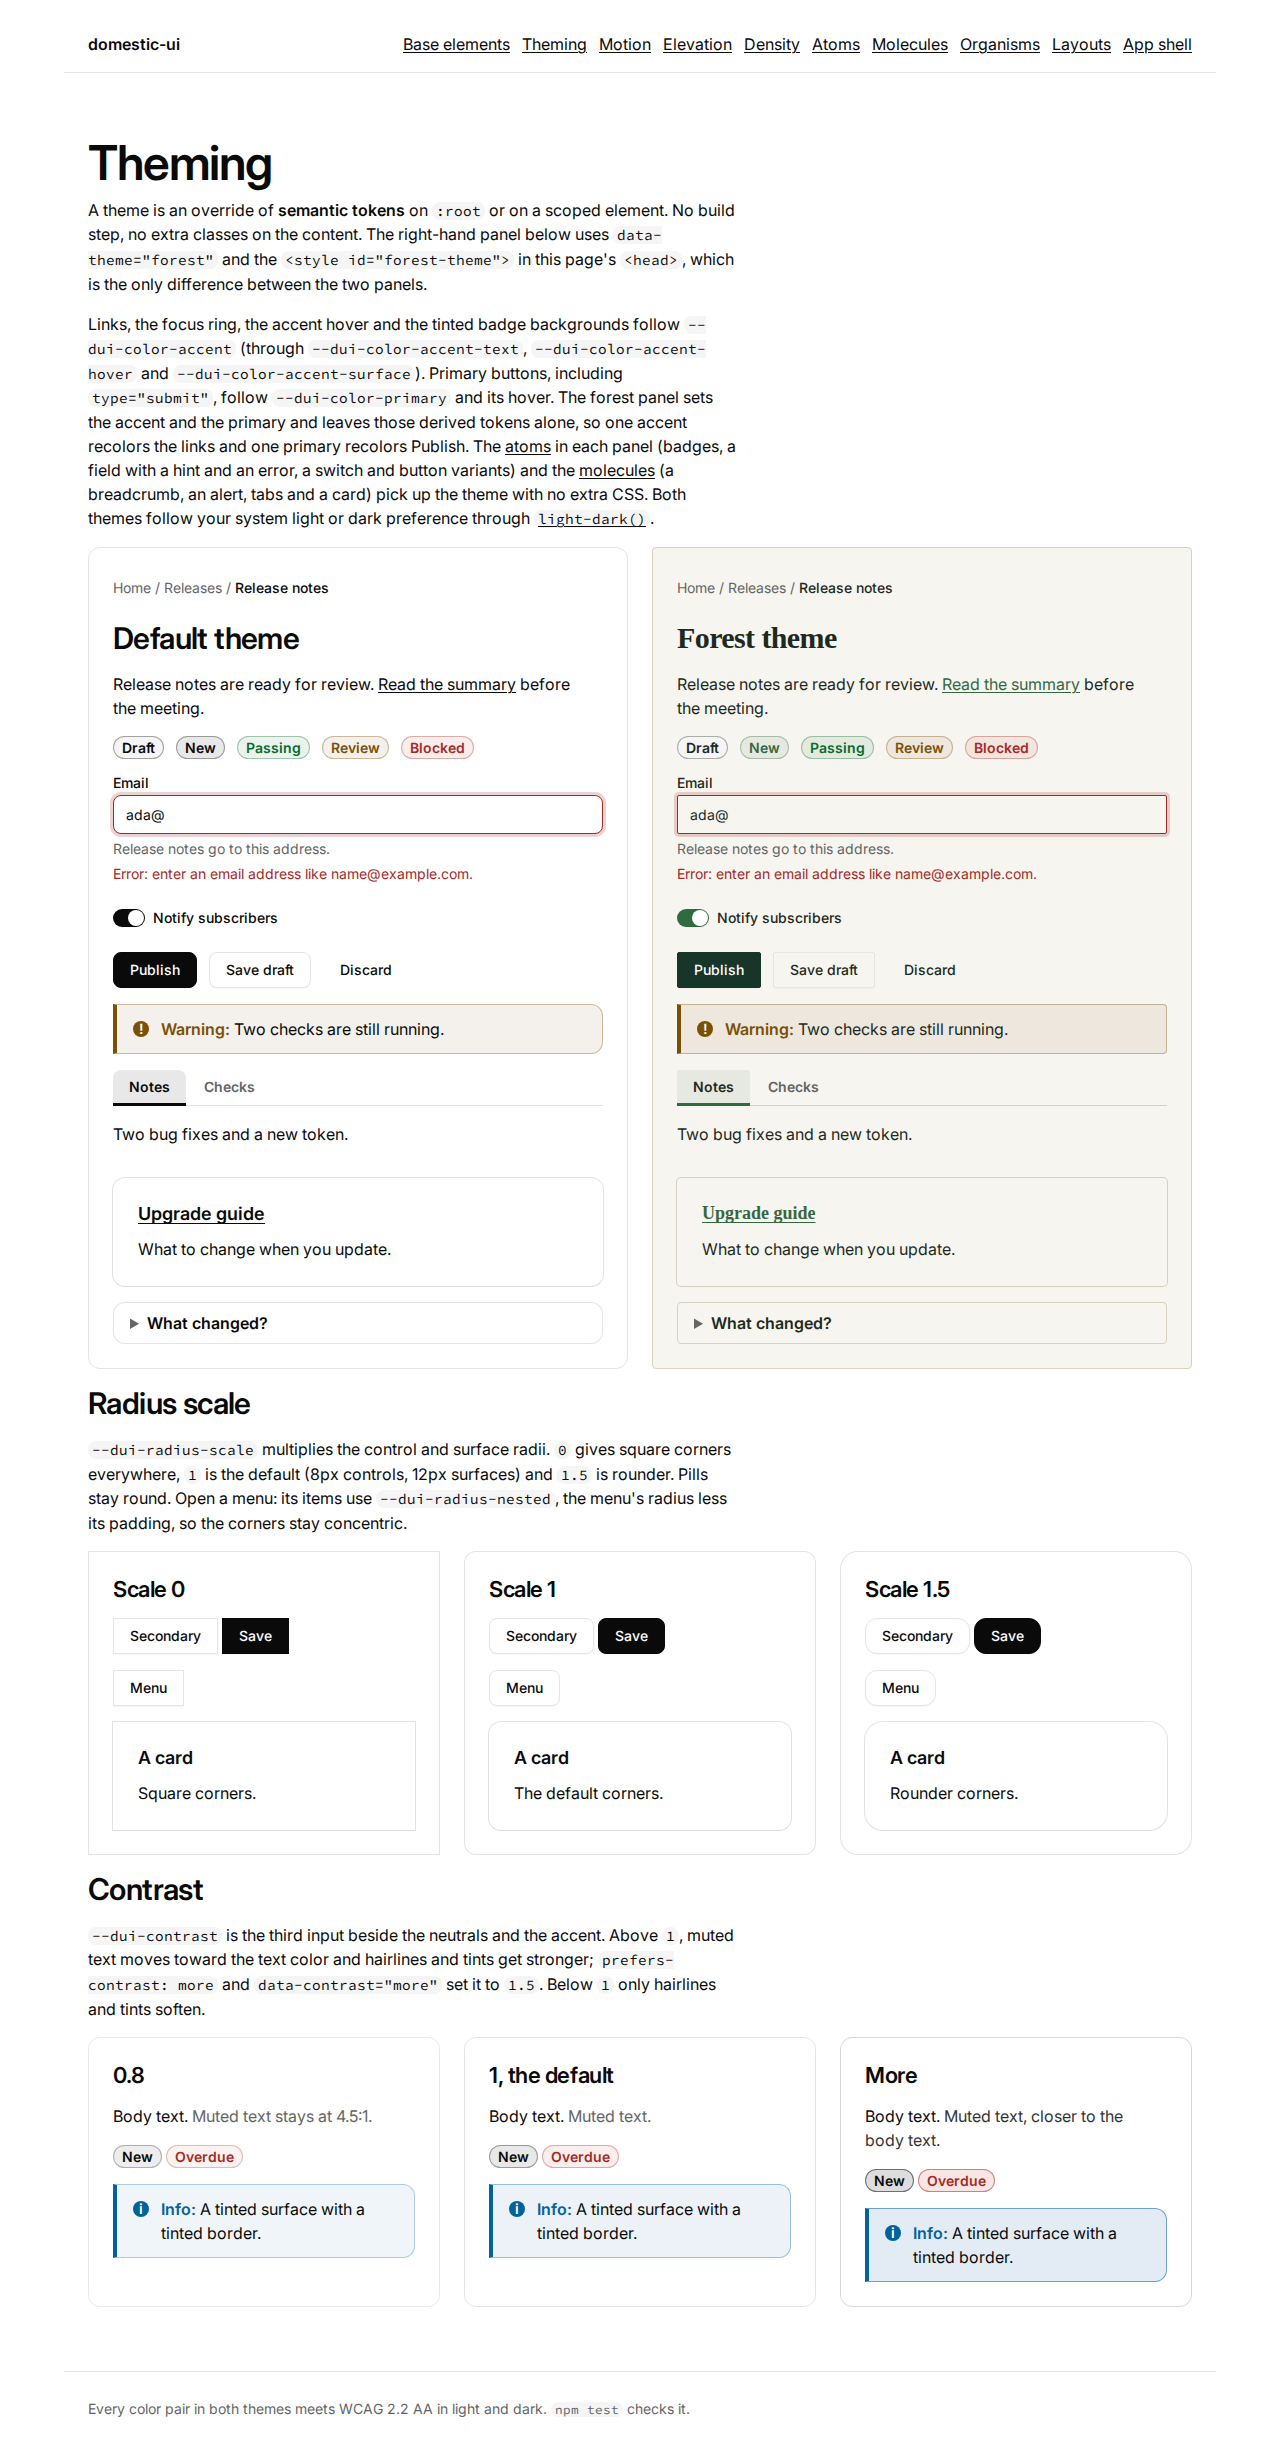 domestic-ui
Base elements Theming Motion Elevation Density Atoms Molecules Organisms Layouts App shell
Theming
A theme is an override of semantic tokens on :root or on a scoped element. No build
step, no extra classes on the content. The right-hand panel below uses data-
theme="forest" and the <style id="forest-theme"> in this page's <head>, which
is the only difference between the two panels.
Links, the focus ring, the accent hover and the tinted badge backgrounds follow --
dui-color-accent (through --dui-color-accent-text, --dui-color-accent-
hover and --dui-color-accent-surface). Primary buttons, including
type="submit", follow --dui-color-primary and its hover. The forest panel sets
the accent and the primary and leaves those derived tokens alone, so one accent
recolors the links and one primary recolors Publish. The atoms in each panel (badges, a
field with a hint and an error, a switch and button variants) and the molecules (a
breadcrumb, an alert, tabs and a card) pick up the theme with no extra CSS. Both
themes follow your system light or dark preference through light-dark().
Home / Releases / Release notes
Default theme
Release notes are ready for review. Read the summary before
the meeting.
Draft New Passing Review Blocked
Email
ada@
Release notes go to this address.
Error: enter an email address like name@example.com.
Notify subscribers
Publish Save draft Discard
Warning: Two checks are still running.
Notes Checks
Two bug fixes and a new token.
Upgrade guide
What to change when you update.
What changed?
Home / Releases / Release notes
Forest theme
Release notes are ready for review. Read the summary before
the meeting.
Draft New Passing Review Blocked
Email
ada@
Release notes go to this address.
Error: enter an email address like name@example.com.
Notify subscribers
Publish Save draft Discard
Warning: Two checks are still running.
Notes Checks
Two bug fixes and a new token.
Upgrade guide
What to change when you update.
What changed?
Radius scale
--dui-radius-scale multiplies the control and surface radii. 0 gives square corners
everywhere, 1 is the default (8px controls, 12px surfaces) and 1.5 is rounder. Pills
stay round. Open a menu: its items use --dui-radius-nested, the menu's radius less
its padding, so the corners stay concentric.
Scale 0
Secondary Save
Menu
A card
Square corners.
Scale 1
Secondary Save
Menu
A card
The default corners.
Scale 1.5
Secondary Save
Menu
A card
Rounder corners.
Contrast
--dui-contrast is the third input beside the neutrals and the accent. Above 1, muted
text moves toward the text color and hairlines and tints get stronger; prefers-
contrast: more and data-contrast="more" set it to 1.5. Below 1 only hairlines
and tints soften.
0.8
Body text. Muted text stays at 4.5:1.
New Overdue
Info: A tinted surface with a
tinted border.
1, the default
Body text. Muted text.
New Overdue
Info: A tinted surface with a
tinted border.
More
Body text. Muted text, closer to the
body text.
New Overdue
Info: A tinted surface with a
tinted border.
Every color pair in both themes meets WCAG 2.2 AA in light and dark. npm test checks it.